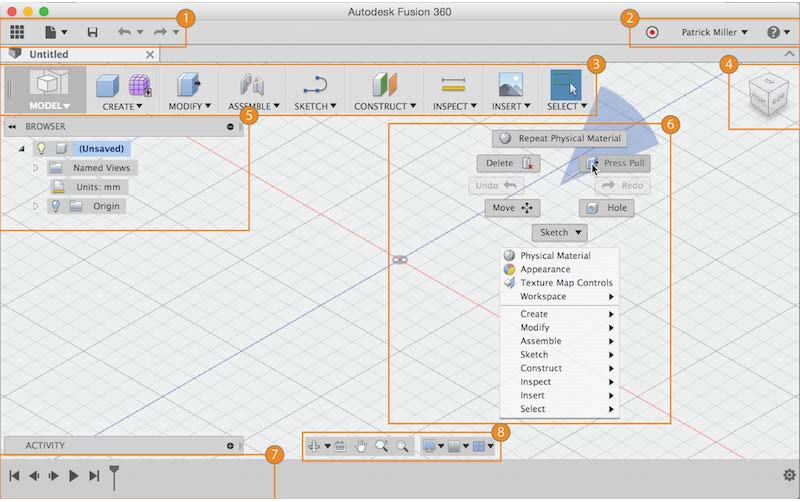 Autodesk Fusion 360
1
2
Patrick Miller
?
Untitled
3
4
MODEL
CREATE
MODIFY
ASSEMBLE
SKETCH
CONSTRUCT
INSPECT
INSERT
SELECT
TOP
FRONT
5
BROWSER
6
(Unsaved)
Named Views
Units: mm
Origin
Repeat Physical Material
Delete
Press Pull
Undo
Redo
Move
Hole
Sketch
Physical Material
Appearance
Texture Map Controls
Workspace
Create
Modify
Assemble
Sketch
Construct
Inspect
Insert
Select
8
ACTIVITY
7